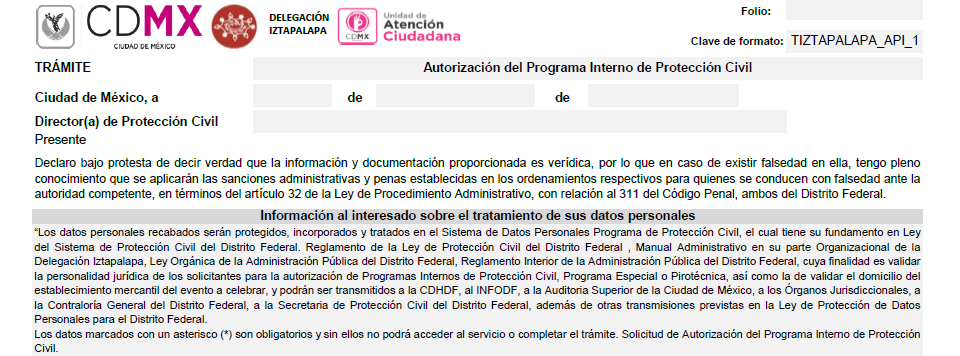 CDMX
CIUDAD DE MÉXICO
DELEGACIÓN
IZTAPALAPA
CDMX
Unidad de
Atención
Ciudadana
Folio:
Clave de formato: TIZTAPALAPA_API_1
TRÁMITE Autorización del Programa Interno de Protección Civil
Ciudad de México, a de de
Director(a) de Protección Civil
Presente
Declaro bajo protesta de decir verdad que la información y documentación proporcionada es verídica, por lo que en caso de existir falsedad en ella, tengo pleno
conocimiento que se aplicarán las sanciones administrativas y penas establecidas en los ordenamientos respectivos para quienes se conducen con falsedad ante la
autoridad competente, en términos del artículo 32 de la Ley de Procedimiento Administrativo, con relación al 311 del Código Penal, ambos del Distrito Federal.
Información al interesado sobre el tratamiento de sus datos personales
“Los datos personales recabados serán protegidos, incorporados y tratados en el Sistema de Datos Personales Programa de Protección Civil, el cual tiene su fundamento en Ley
del Sistema de Protección Civil del Distrito Federal. Reglamento de la Ley de Protección Civil del Distrito Federal , Manual Administrativo en su parte Organizacional de la
Delegación Iztapalapa, Ley Orgánica de la Administración Pública del Distrito Federal, Reglamento Interior de la Administración Pública del Distrito Federal, cuya finalidad es validar
la personalidad jurídica de los solicitantes para la autorización de Programas Internos de Protección Civil, Programa Especial o Pirotécnica, así como la de validar el domicilio del
establecimiento mercantil del evento a celebrar, y podrán ser transmitidos a la CDHDF, al INFODF, a la Auditoria Superior de la Ciudad de México, a los Órganos Jurisdiccionales, a
la Contraloría General del Distrito Federal, a la Secretaria de Protección Civil del Distrito Federal, además de otras transmisiones previstas en la Ley de Protección de Datos
Personales para el Distrito Federal.
Los datos marcados con un asterisco (*) son obligatorios y sin ellos no podrá acceder al servicio o completar el trámite. Solicitud de Autorización del Programa Interno de Protección
Civil.